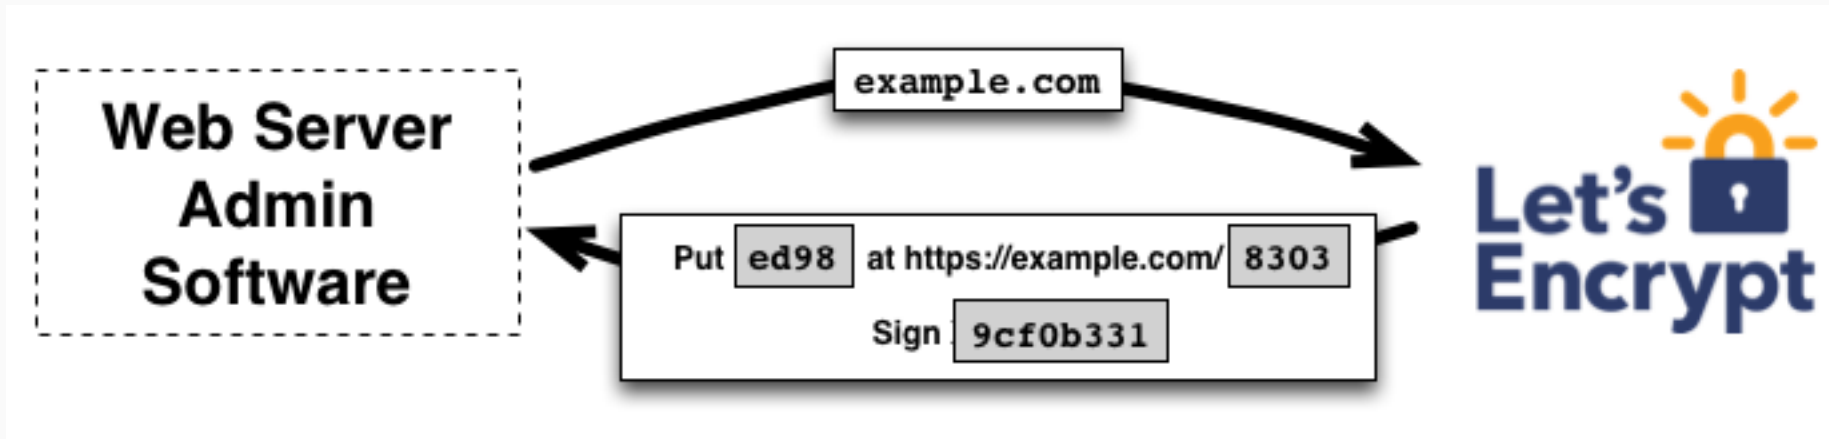 Web Server
Admin
Software
example.com
Put ed98 at https://example.com/ 8303
Sign 9cf0b331
Let's
Encrypt